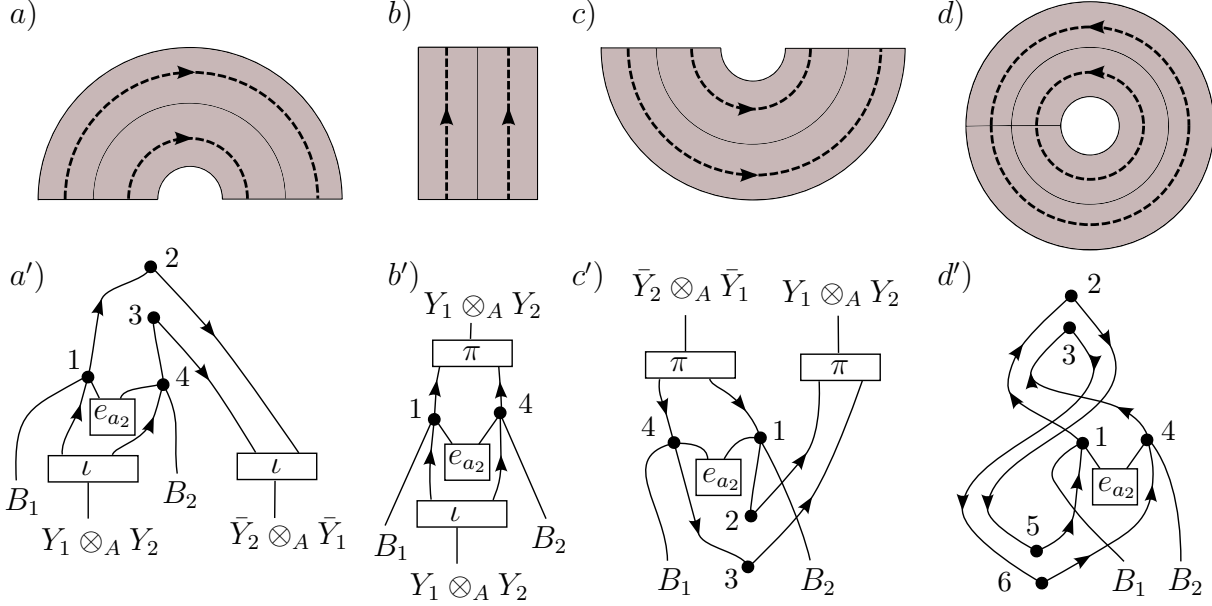 a) b) c) d)
a′) b′) c′) d′)
2
3
1
4
e_{a_2}
ι ι
B_1 B_2
Y_1 ⊗_A Y_2 Ȳ_2 ⊗_A Ȳ_1
Y_1 ⊗_A Y_2
π
1 4
e_{a_2}
ι
B_1 B_2
Y_1 ⊗_A Y_2
Ȳ_2 ⊗_A Ȳ_1 Y_1 ⊗_A Y_2
π π
4 1
e_{a_2}
2
3
B_1 B_2
2
3
1 4
e_{a_2}
5
6
B_1 B_2